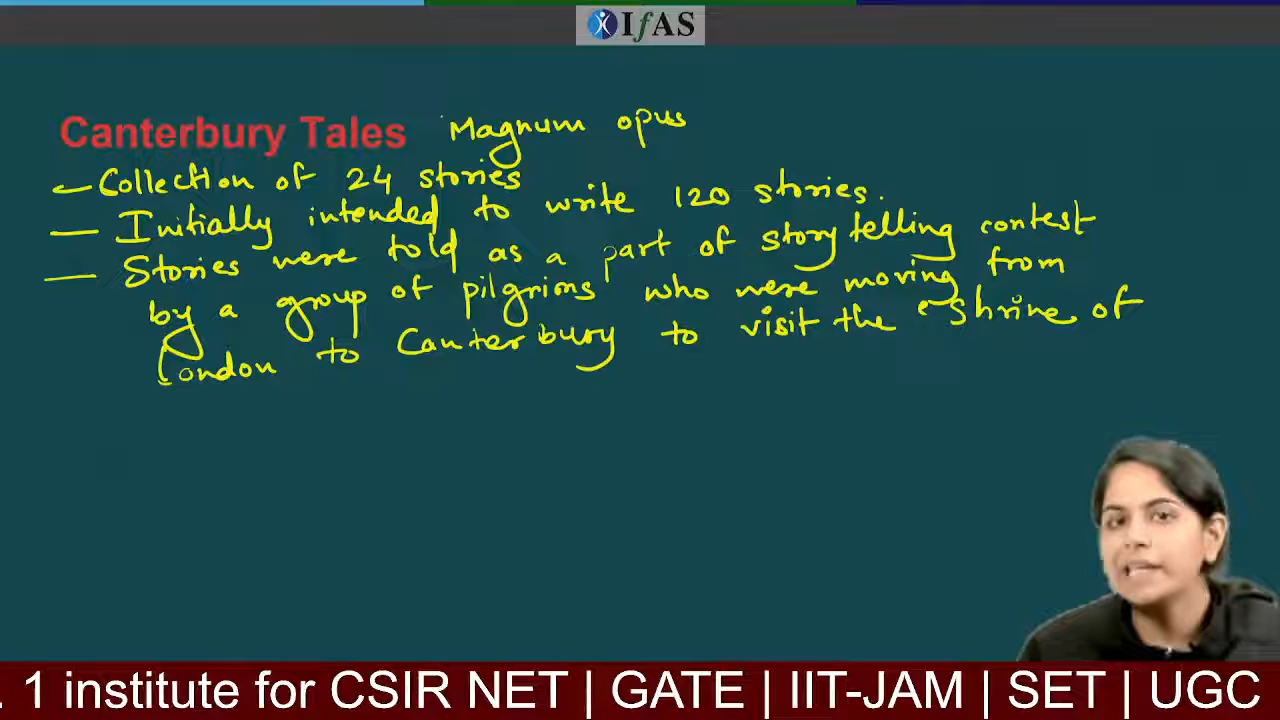 IfAS
Canterbury Tales Magnum opus
— Collection of 24 stories
— Initially intended to write 120 stories.
— Stories were told as a part of story telling contest
by a group of pilgrims who were moving from
London to Canterbury to visit the shrine of
. 1 institute for CSIR NET | GATE | IIT-JAM | SET | UGC